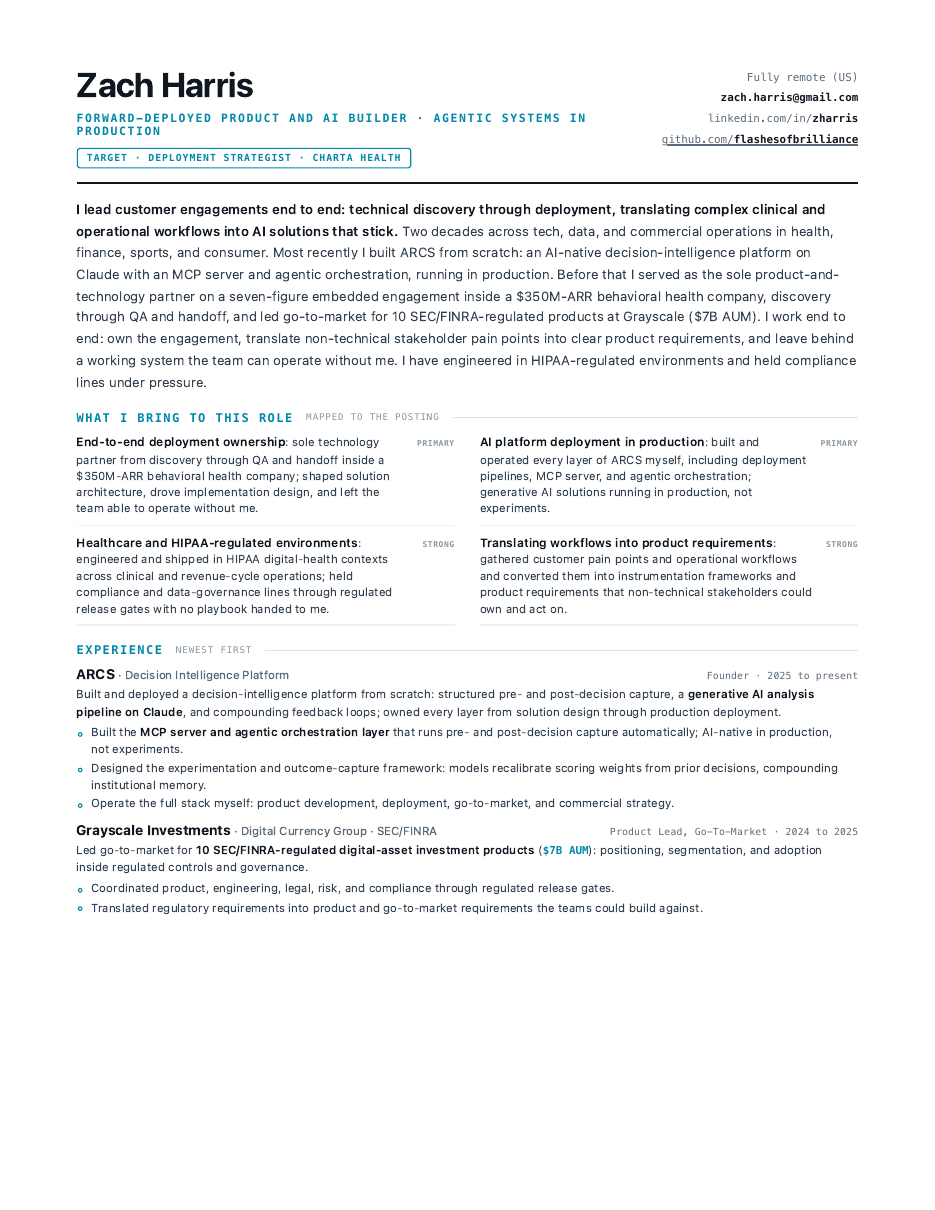 Zach Harris
FORWARD-DEPLOYED PRODUCT AND AI BUILDER · AGENTIC SYSTEMS IN
PRODUCTION
TARGET · DEPLOYMENT STRATEGIST · CHARTA HEALTH
Fully remote (US)
zach.harris@gmail.com
linkedin.com/in/zharris
github.com/flashesofbrilliance
I lead customer engagements end to end: technical discovery through deployment, translating complex clinical and
operational workflows into AI solutions that stick. Two decades across tech, data, and commercial operations in health,
finance, sports, and consumer. Most recently I built ARCS from scratch: an AI-native decision-intelligence platform on
Claude with an MCP server and agentic orchestration, running in production. Before that I served as the sole product-and-
technology partner on a seven-figure embedded engagement inside a $350M-ARR behavioral health company, discovery
through QA and handoff, and led go-to-market for 10 SEC/FINRA-regulated products at Grayscale ($7B AUM). I work end to
end: own the engagement, translate non-technical stakeholder pain points into clear product requirements, and leave behind
a working system the team can operate without me. I have engineered in HIPAA-regulated environments and held compliance
lines under pressure.
WHAT I BRING TO THIS ROLE MAPPED TO THE POSTING
End-to-end deployment ownership: sole technology PRIMARY
partner from discovery through QA and handoff inside a
$350M-ARR behavioral health company; shaped solution
architecture, drove implementation design, and left the
team able to operate without me.
AI platform deployment in production: built and PRIMARY
operated every layer of ARCS myself, including deployment
pipelines, MCP server, and agentic orchestration;
generative AI solutions running in production, not
experiments.
Healthcare and HIPAA-regulated environments: STRONG
engineered and shipped in HIPAA digital-health contexts
across clinical and revenue-cycle operations; held
compliance and data-governance lines through regulated
release gates with no playbook handed to me.
Translating workflows into product requirements: STRONG
gathered customer pain points and operational workflows
and converted them into instrumentation frameworks and
product requirements that non-technical stakeholders could
own and act on.
EXPERIENCE NEWEST FIRST
ARCS · Decision Intelligence Platform Founder · 2025 to present
Built and deployed a decision-intelligence platform from scratch: structured pre- and post-decision capture, a generative AI analysis
pipeline on Claude, and compounding feedback loops; owned every layer from solution design through production deployment.
Built the MCP server and agentic orchestration layer that runs pre- and post-decision capture automatically; AI-native in production,
not experiments.
Designed the experimentation and outcome-capture framework: models recalibrate scoring weights from prior decisions, compounding
institutional memory.
Operate the full stack myself: product development, deployment, go-to-market, and commercial strategy.
Grayscale Investments · Digital Currency Group · SEC/FINRA Product Lead, Go-To-Market · 2024 to 2025
Led go-to-market for 10 SEC/FINRA-regulated digital-asset investment products ($7B AUM): positioning, segmentation, and adoption
inside regulated controls and governance.
Coordinated product, engineering, legal, risk, and compliance through regulated release gates.
Translated regulatory requirements into product and go-to-market requirements the teams could build against.